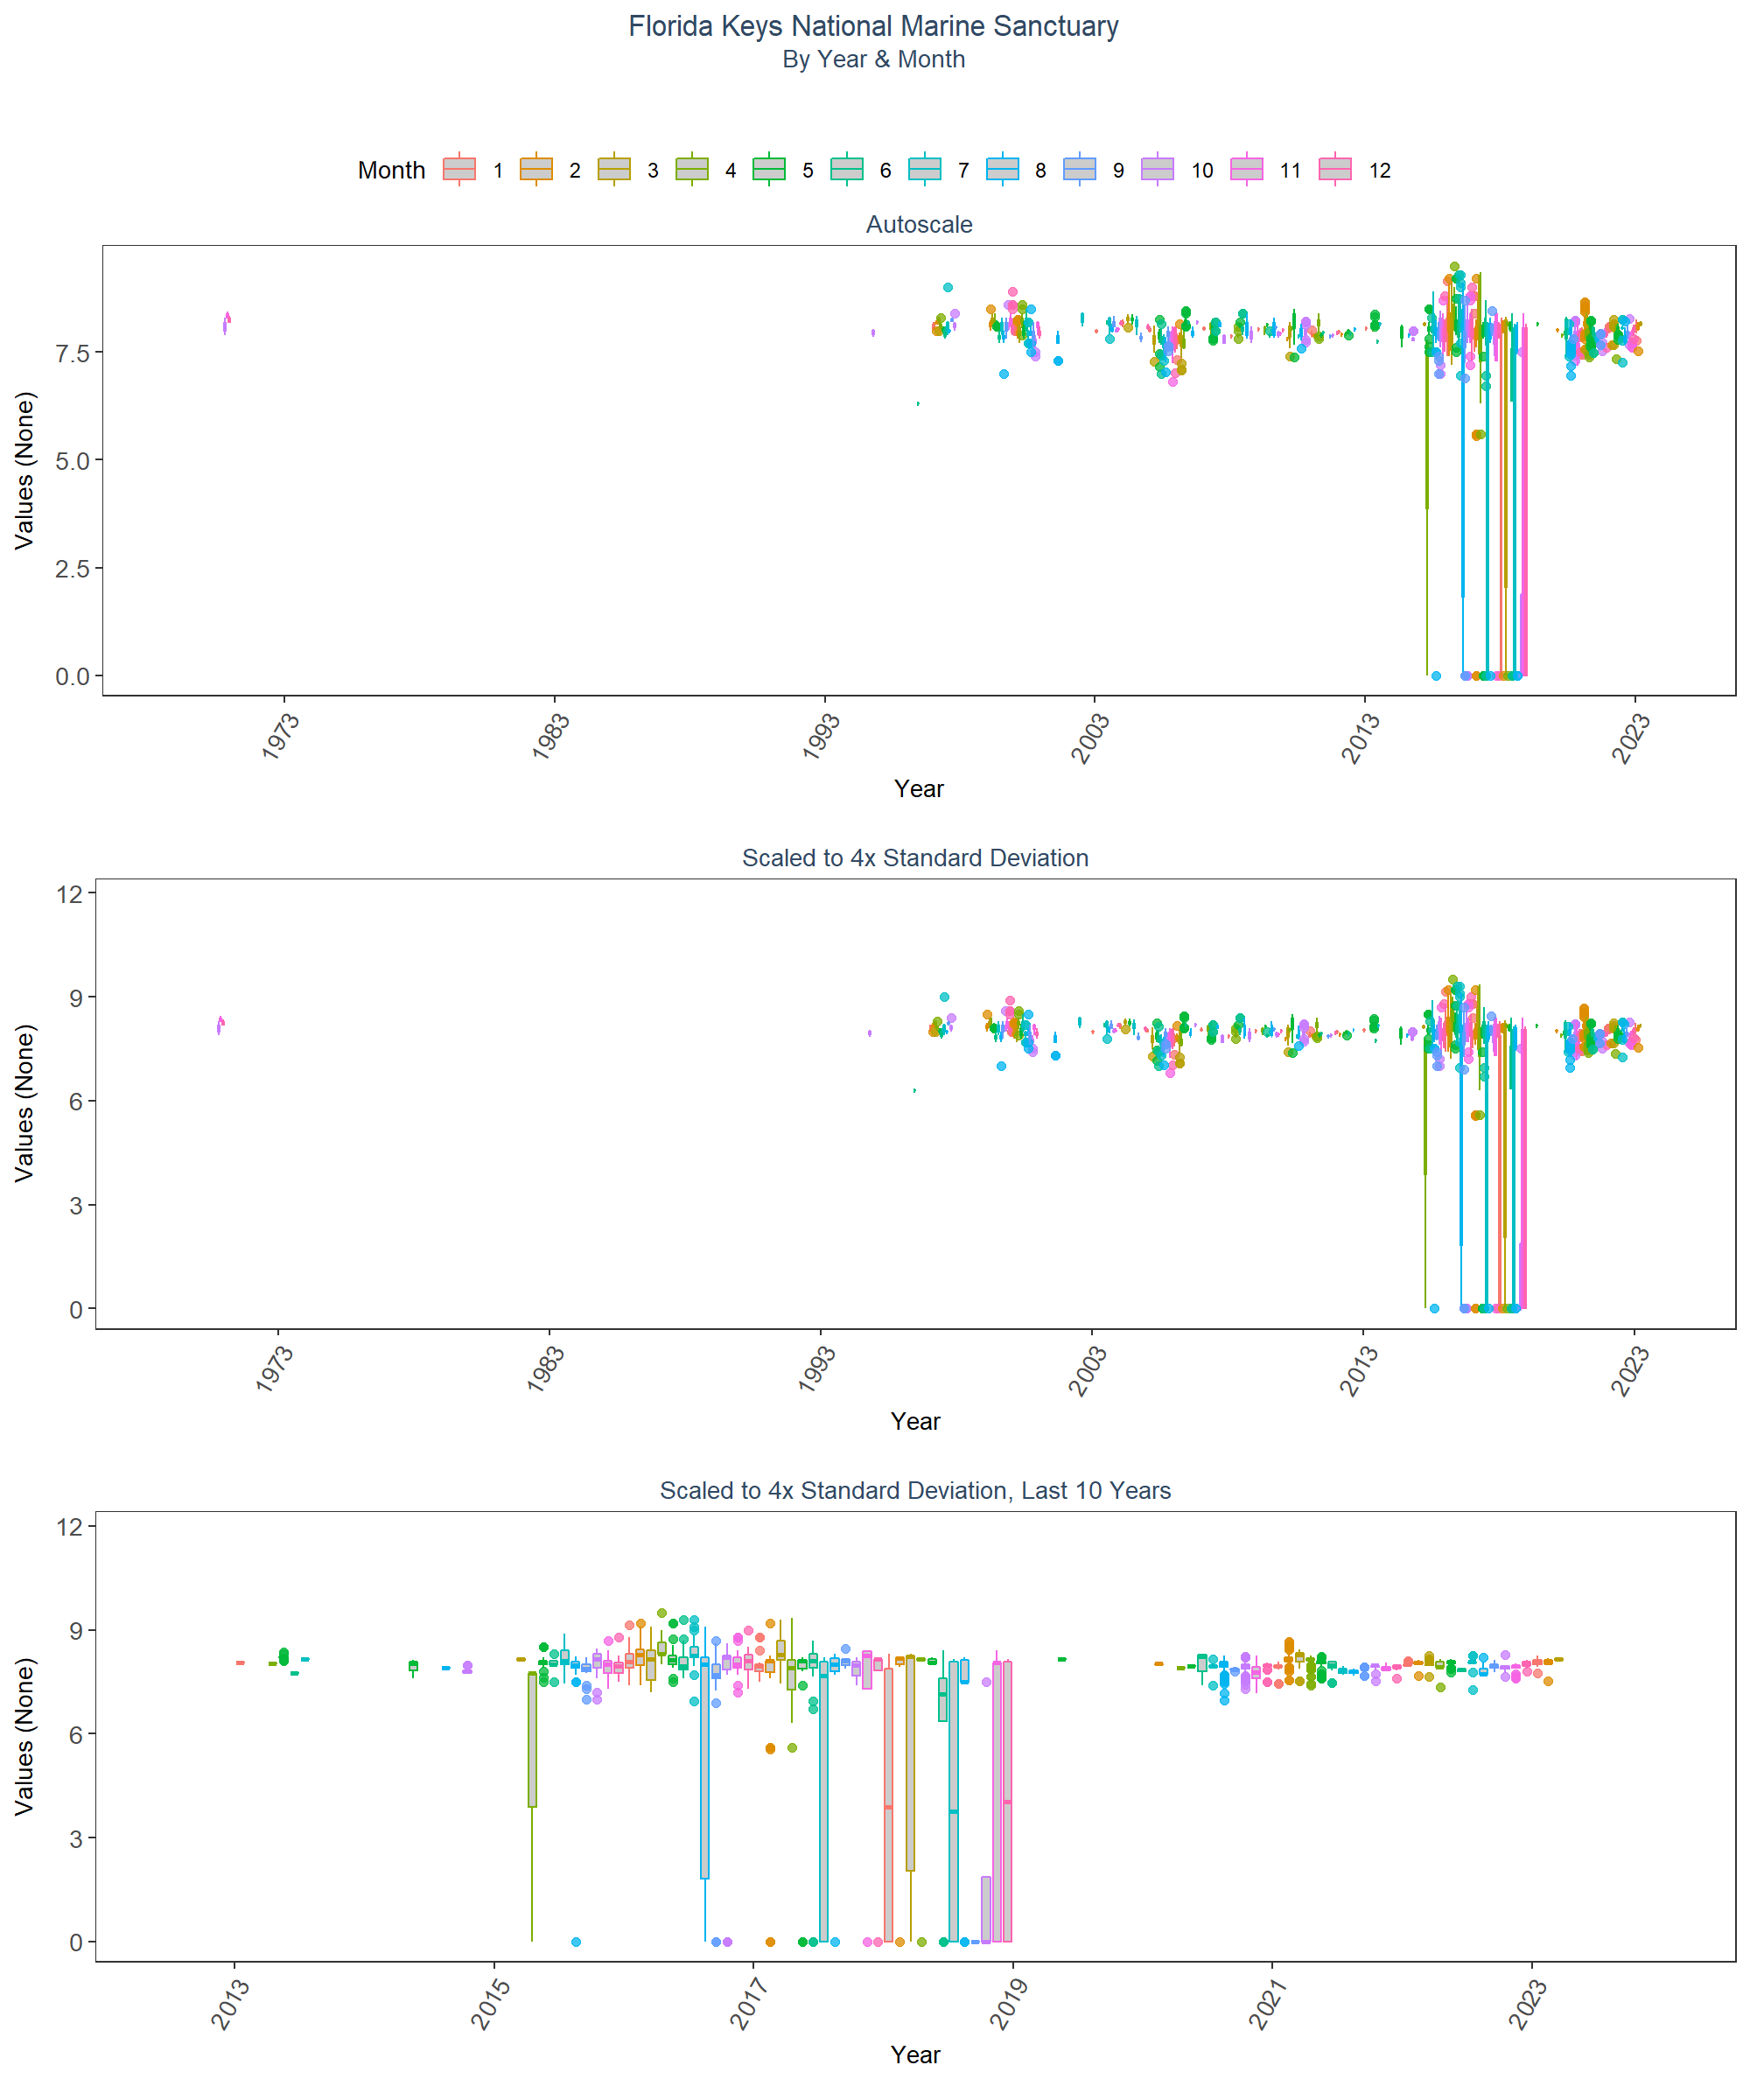 Florida Keys National Marine Sanctuary
By Year & Month
Month 1 2 3 4 5 6 7 8 9 10 11 12
Autoscale
Values (None)
7.5
5.0
2.5
0.0
1973 1983 1993 2003 2013 2023
Year
Scaled to 4x Standard Deviation
Values (None)
12
9
6
3
0
1973 1983 1993 2003 2013 2023
Year
Scaled to 4x Standard Deviation, Last 10 Years
Values (None)
12
9
6
3
0
2013 2015 2017 2019 2021 2023
Year